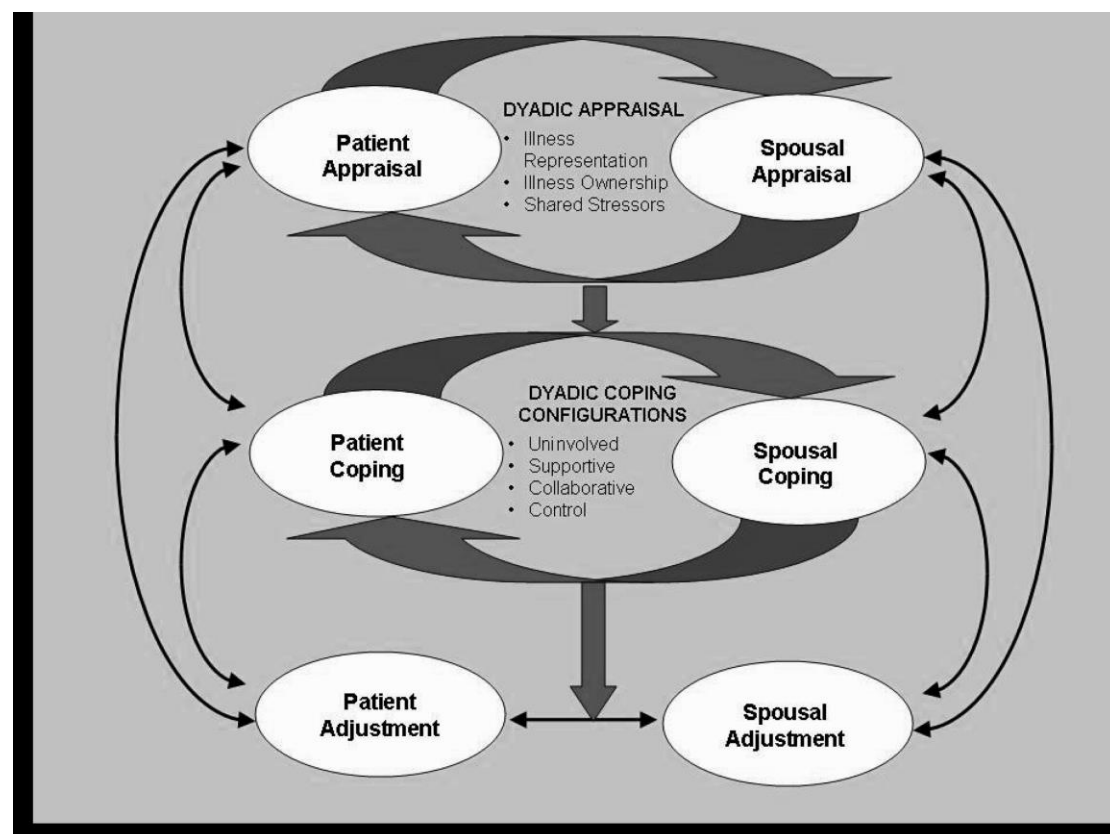 DYADIC APPRAISAL
Patient
Appraisal
• Illness
Representation
• Illness Ownership
• Shared Stressors
Spousal
Appraisal
DYADIC COPING
CONFIGURATIONS
Patient
Coping
• Uninvolved
• Supportive
• Collaborative
• Control
Spousal
Coping
Patient
Adjustment
Spousal
Adjustment